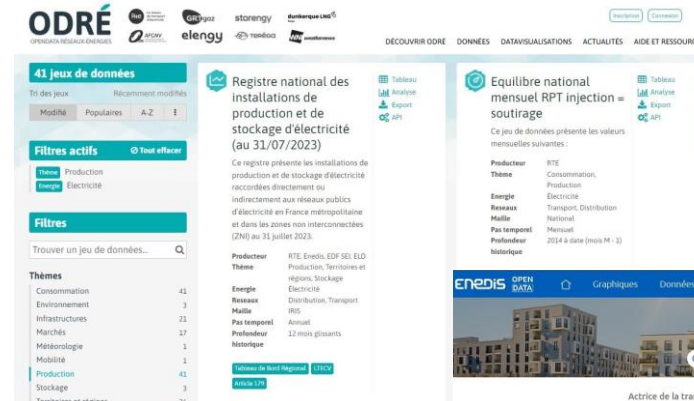 ODRÉ
OPENDATA RÉSEAUX-ÉNERGIES
Rte
GRTgaz
storengy
dunkerque LNG
AFGNV
elengy
teréga
weathernews
Inscription
Connexion
DÉCOUVRIR ODRÉ
DONNÉES
DATAVISUALISATIONS
ACTUALITÉS
AIDE ET RESSOURC
41 jeux de données
Tri des jeux
Récemment modifiés
Modifié
Populaires
A-Z
Filtres actifs
Tout effacer
Thème Production
Energie Électricité
Filtres
Trouver un jeu de données...
Thèmes
Consommation 41
Environnement 3
Infrastructures 21
Marchés 17
Météorologie 1
Mobilité 1
Production 41
Stockage 3
Registre national des
installations de
production et de
stockage d'électricité
(au 31/07/2023)
Ce registre présente les installations de
production et de stockage d'électricité
raccordées directement ou
indirectement aux réseaux publics
d'électricité en France métropolitaine
et dans les zones non interconnectées
(ZNI) au 31 juillet 2023.
Producteur RTE, Enedis, EDF SEI, ELD
Thème Production, Territoires et
régions, Stockage
Energie Électricité
Reseaux Distribution, Transport
Maille IRIS
Pas temporel Annuel
Profondeur 12 mois glissants
historique
Tableau de Bord Régional
LTECV
Article 179
Tableau
Analyse
Export
API
Equilibre national
mensuel RPT injection =
soutirage
Ce jeu de données présente les valeurs
mensuelles suivantes :
Producteur RTE
Thème Consommation,
Production
Energie Électricité
Reseaux Transport, Distribution
Maille National
Pas temporel Mensuel
Profondeur 2014 à date (mois M - 1)
historique
Tableau
Analyse
Export
API
ENEDIS OPEN
DATA
Graphiques
Données
Actrice de la tra